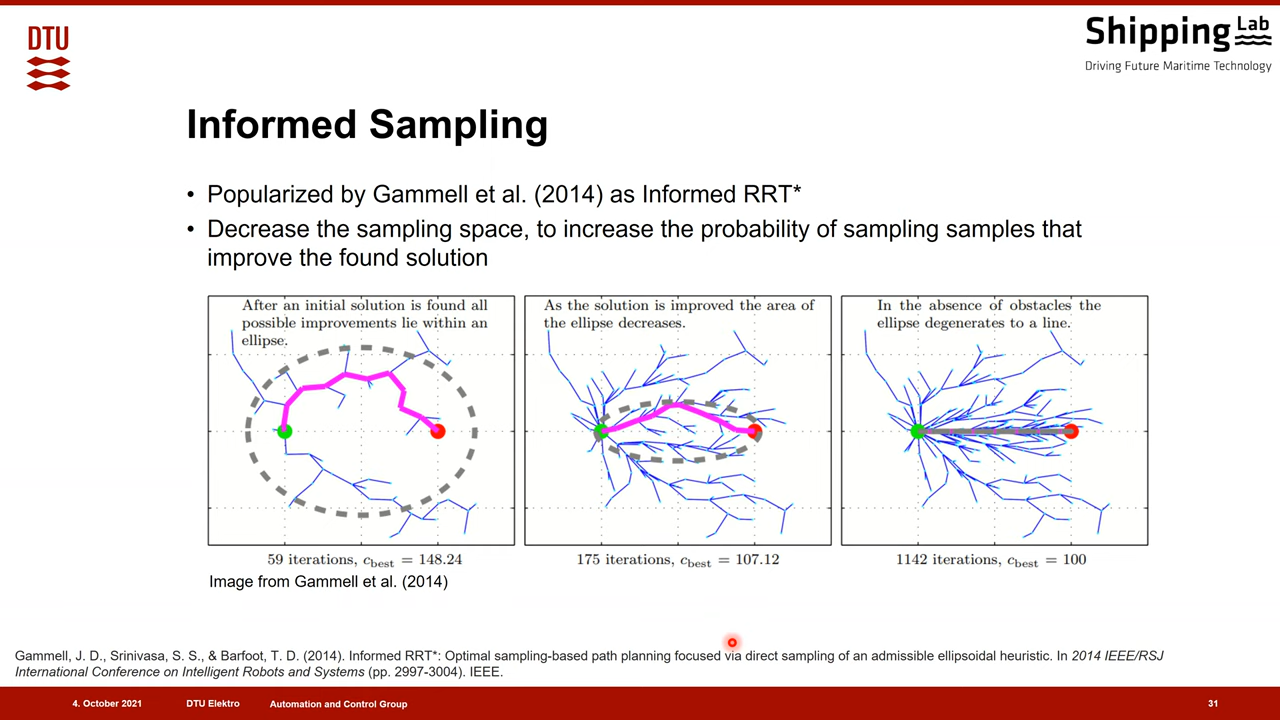 DTU
Shipping Lab
Driving Future Maritime Technology
Informed Sampling
• Popularized by Gammell et al. (2014) as Informed RRT*
• Decrease the sampling space, to increase the probability of sampling samples that
improve the found solution
After an initial solution is found all
possible improvements lie within an
ellipse.
As the solution is improved the area of
the ellipse decreases.
In the absence of obstacles the
ellipse degenerates to a line.
59 iterations, c_best = 148.24
175 iterations, c_best = 107.12
1142 iterations, c_best = 100
Image from Gammell et al. (2014)
Gammell, J. D., Srinivasa, S. S., & Barfoot, T. D. (2014). Informed RRT*: Optimal sampling-based path planning focused via direct sampling of an admissible ellipsoidal heuristic. In 2014 IEEE/RSJ
International Conference on Intelligent Robots and Systems (pp. 2997-3004). IEEE.
4. October 2021
DTU Elektro
Automation and Control Group
31